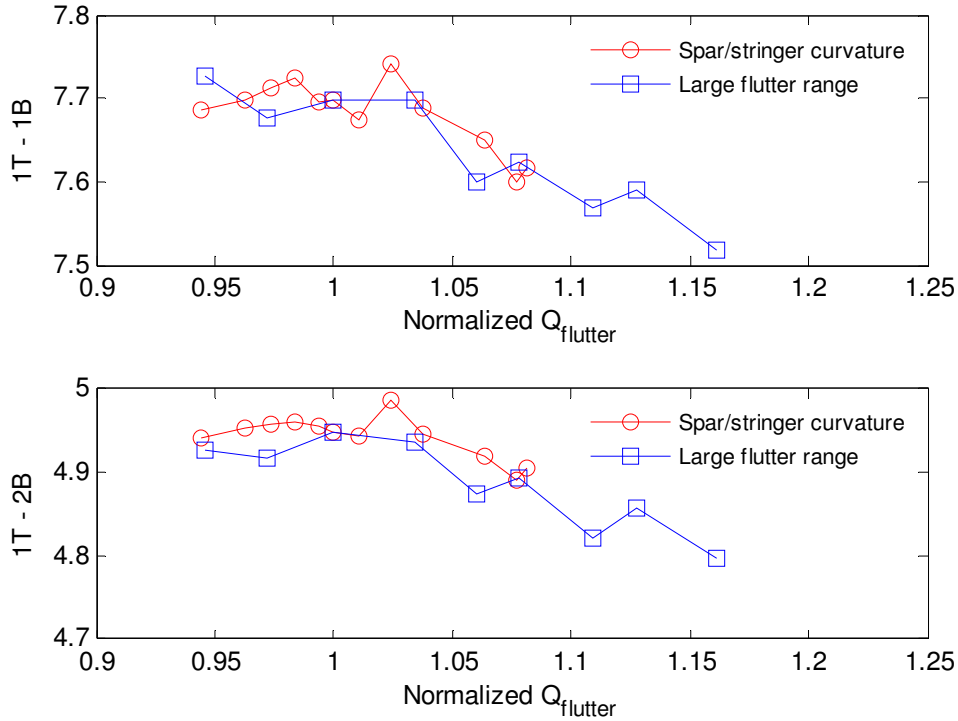 7.8
7.7
7.6
7.5
1T - 1B
Spar/stringer curvature
Large flutter range
0.9 0.95 1 1.05 1.1 1.15 1.2 1.25
Normalized Q_flutter
5
4.9
4.8
4.7
1T - 2B
Spar/stringer curvature
Large flutter range
0.9 0.95 1 1.05 1.1 1.15 1.2 1.25
Normalized Q_flutter